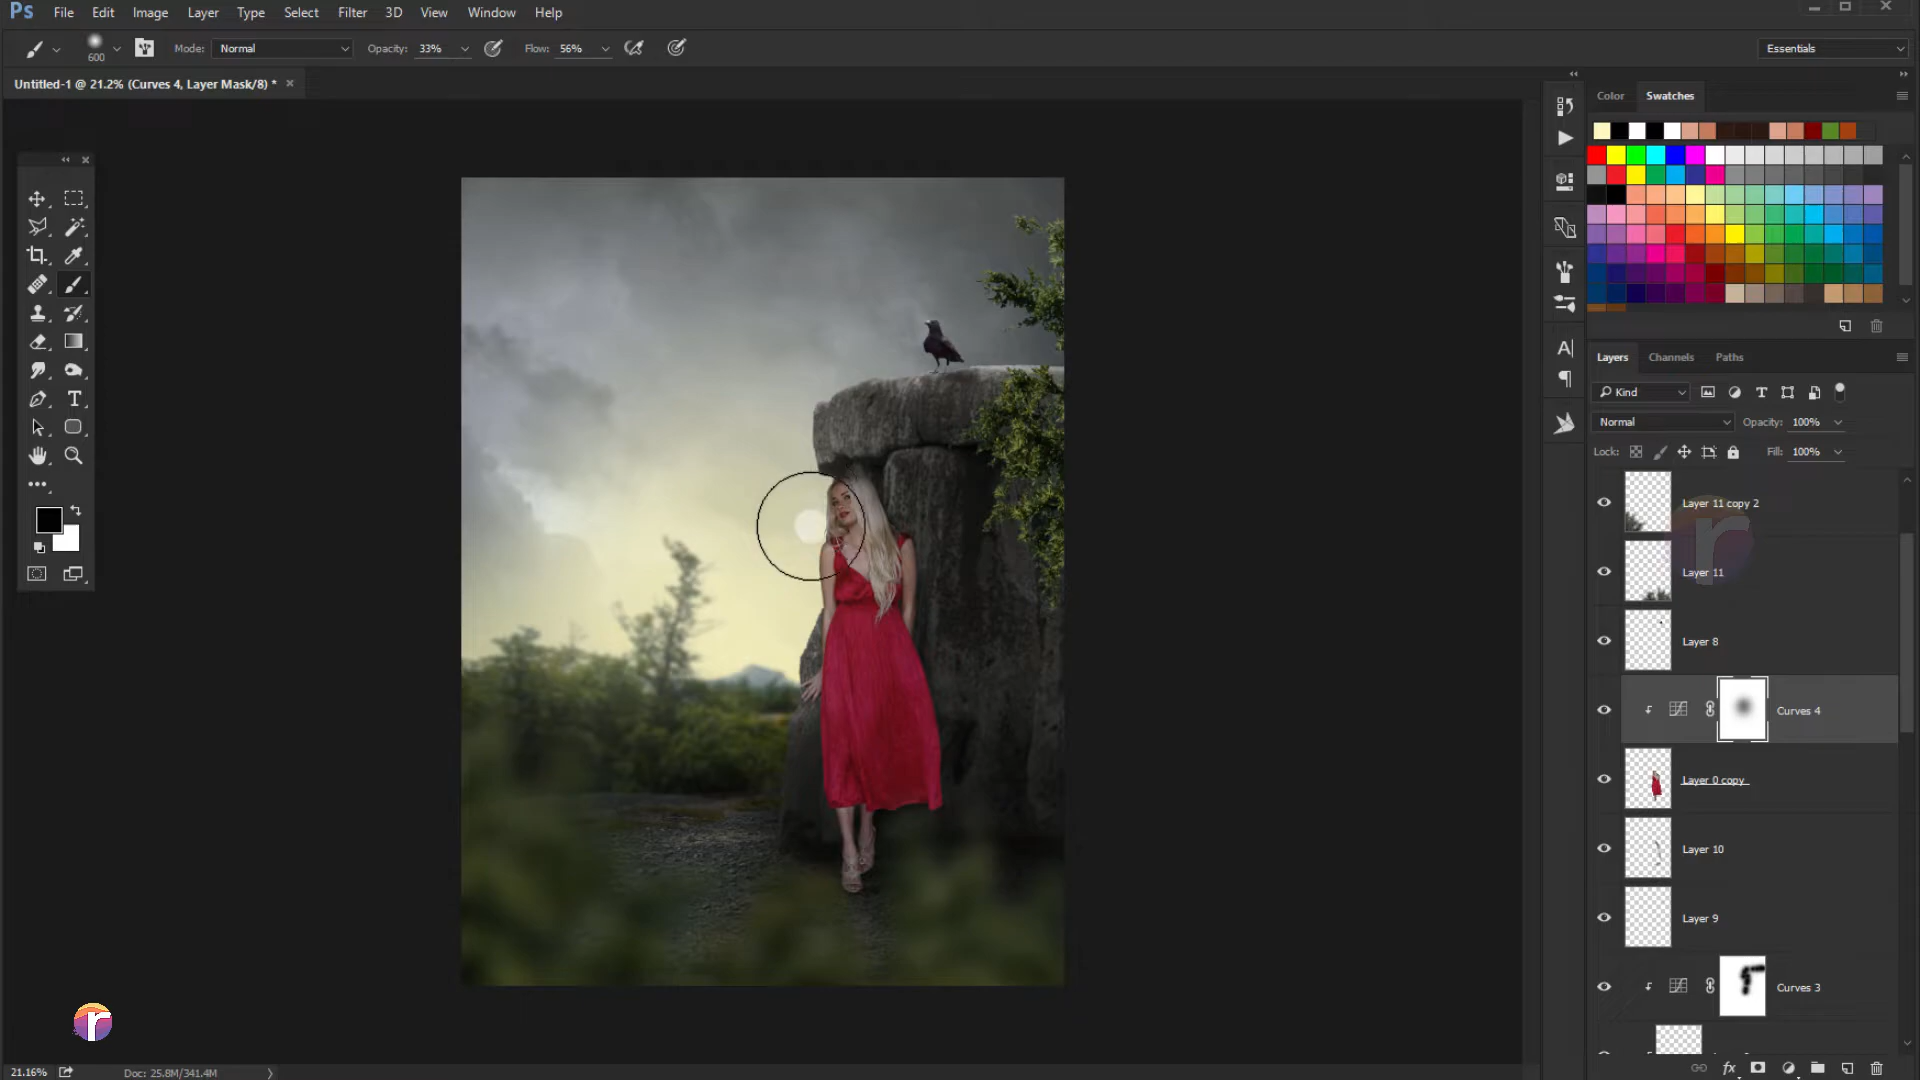 Ps File Edit Image Layer Type Select Filter 3D View Window Help
600 Mode: Normal Opacity: 33% Flow: 56% Essentials
Untitled-1 @ 21.2% (Curves 4, Layer Mask/8) *
Color Swatches
Layers Channels Paths
Kind
Normal Opacity: 100%
Lock: Fill: 100%
Layer 11 copy 2
Layer 11
Layer 8
Curves 4
Layer 0 copy
Layer 10
Layer 9
Curves 3
21.16% Doc: 25.8M/341.4M